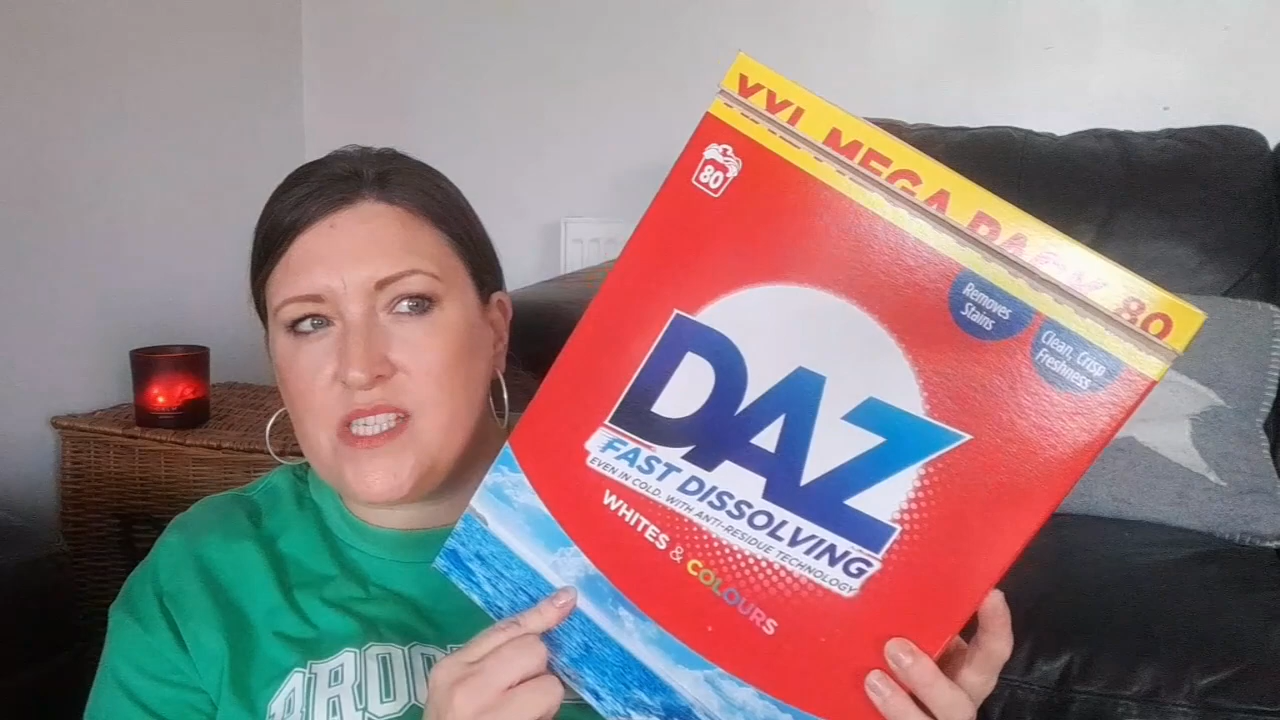 XXL MEGA PACK 80
80
Removes
Stains
Clean, Crisp
Freshness
DAZ
FAST DISSOLVING
EVEN IN COLD. WITH ANTI-RESIDUE TECHNOLOGY
WHITES & COLOURS
BROO